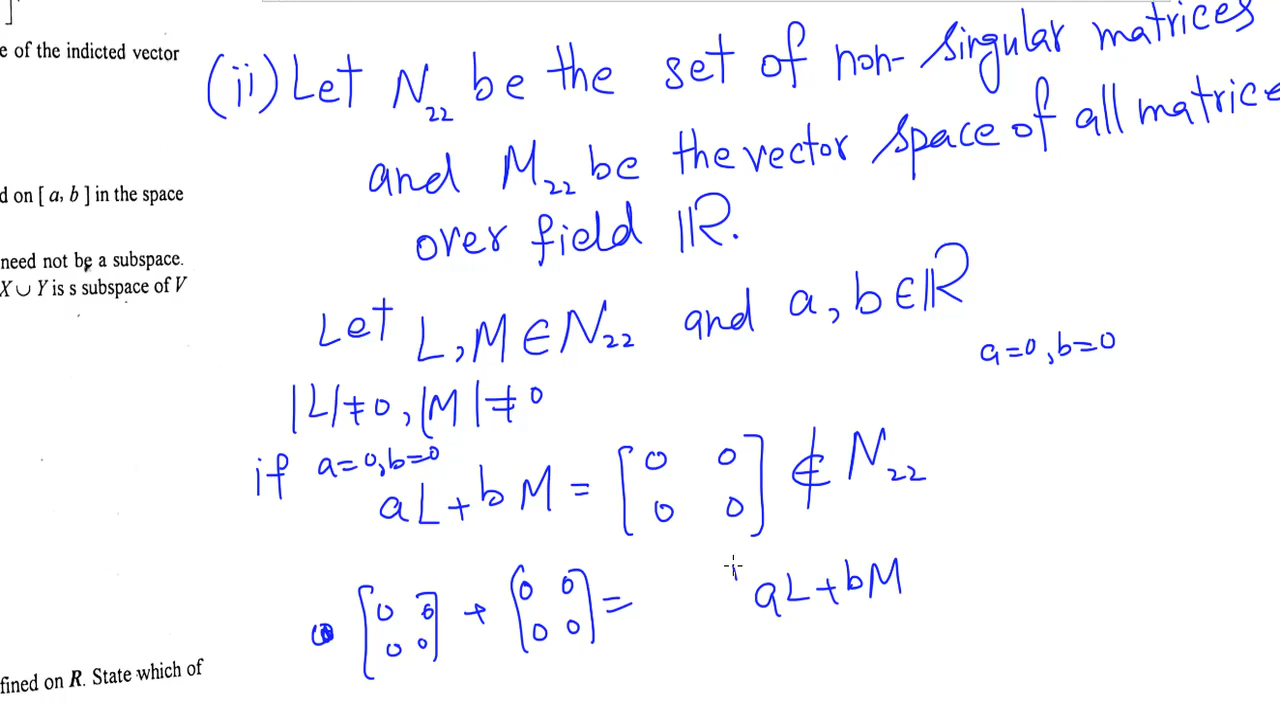 ]
e of the indicted vector
d on [ a, b ] in the space
need not be a subspace.
X ∪ Y is s subspace of V
fined on R. State which of
(ii) Let N₂₂ be the set of non-singular matrices
and M₂₂ be the vector space of all matrice
over field ℝ.
Let L, M ∈ N₂₂ and a, b ∈ ℝ
a=0, b=0
|L|≠0, |M|≠0
if a=0, b=0
aL+bM = [0 0
0 0] ∉ N₂₂
[0 0
0 0] + [0 0
0 0] = aL+bM